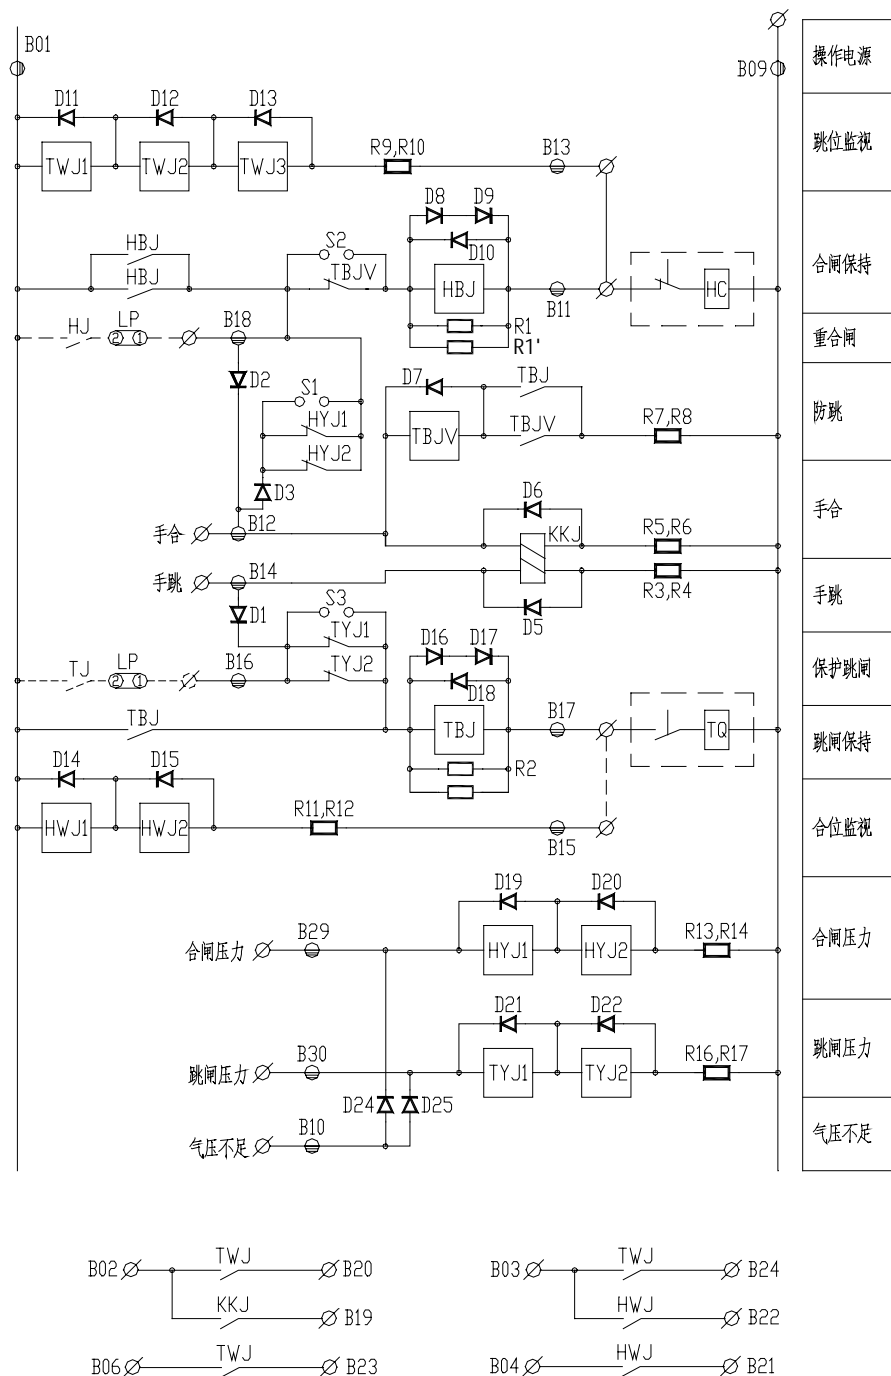 B01
B09
操作电源
D11 D12 D13
TWJ1 TWJ2 TWJ3
R9,R10
B13
跳位监视
D8 D9
D10
HBJ
HBJ
S2
TBJV
HBJ
B11
HC
合闸保持
R1
R1'
HJ LP
② ①
B18
重合闸
D2
S1
HYJ1
HYJ2
D3
D7
TBJ
TBJV
TBJV
R7,R8
防跳
手合
B12
D6
KKJ
R5,R6
手合
手跳
B14
D5
R3,R4
手跳
D1
S3
TYJ1
TYJ2
D16 D17
D18
TJ LP
② ①
B16
保护跳闸
TBJ
TBJ
B17
TQ
跳闸保持
R2
D14 D15
HWJ1 HWJ2
R11,R12
B15
合位监视
D19 D20
合闸压力
B29
HYJ1 HYJ2
R13,R14
合闸压力
D21 D22
跳闸压力
B30
TYJ1 TYJ2
R16,R17
跳闸压力
D24 D25
气压不足
B10
气压不足
B02 TWJ B20
KKJ B19
B06 TWJ B23
B03 TWJ B24
HWJ B22
B04 HWJ B21